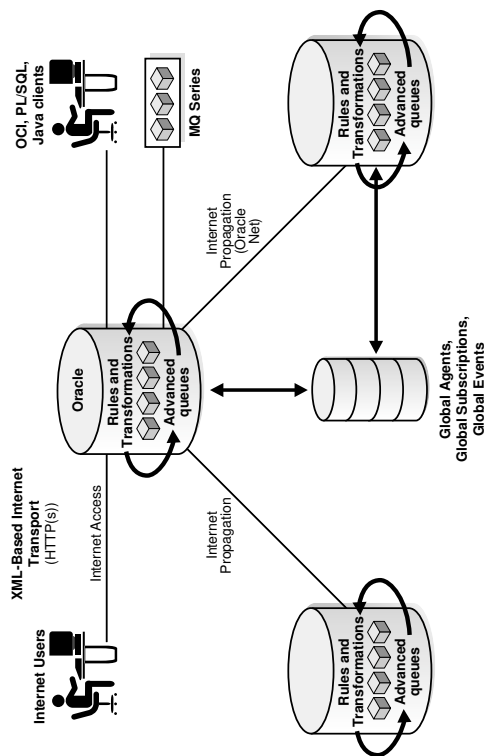 OCI, PL/SQL,
Java clients
MQ Series
Internet
Propagation
(Oracle
Net)
Rules and
Transformations
Advanced
queues
Oracle
Rules and
Transformations
Advanced
queues
Global Agents,
Global Subscriptions,
Global Events
XML-Based Internet
Transport
(HTTP(s))
Internet Access
Internet
Propagation
Internet Users
Rules and
Transformations
Advanced
queues